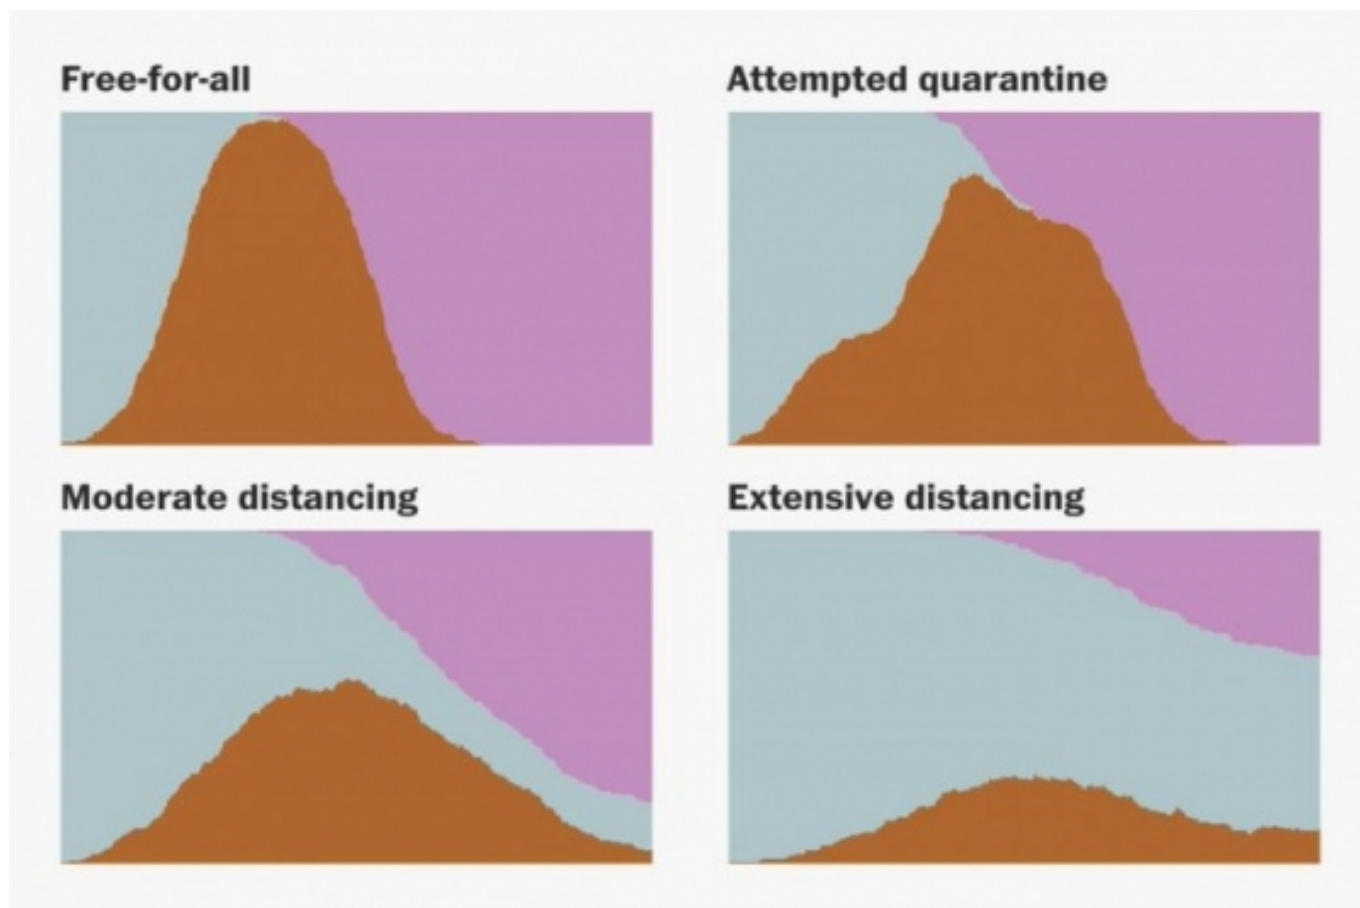 Free-for-all
Attempted quarantine
Moderate distancing
Extensive distancing